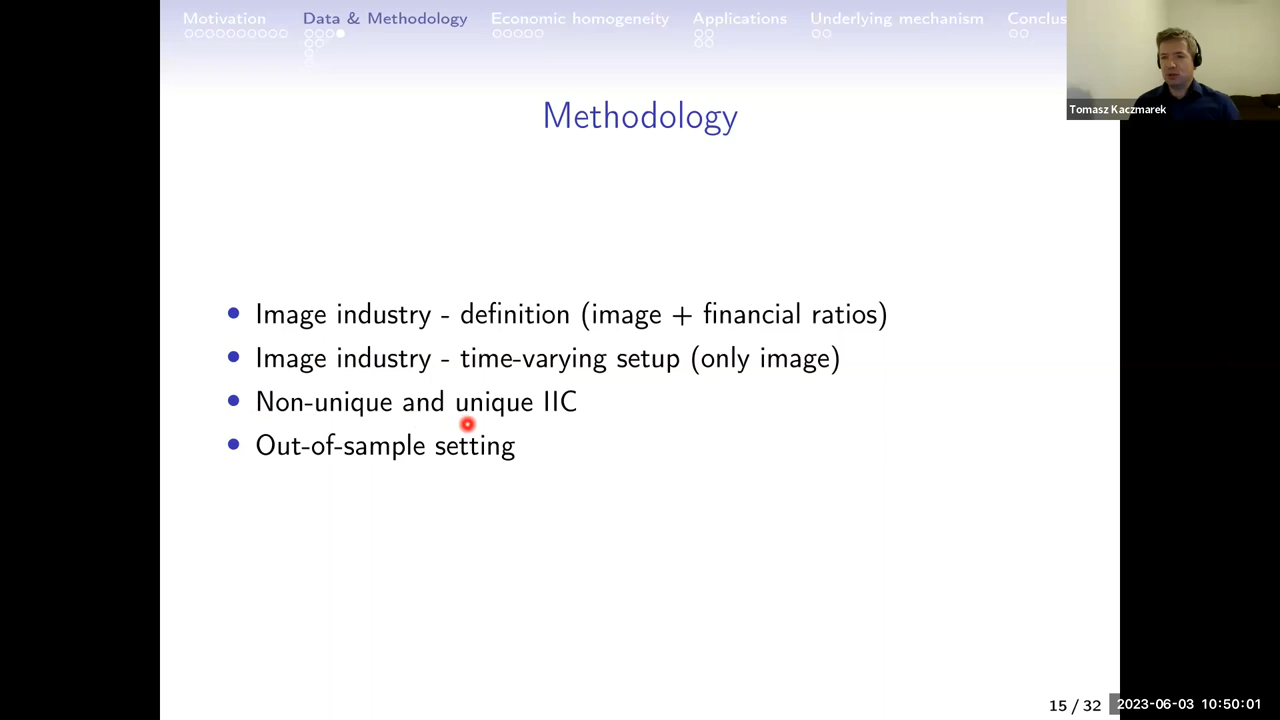 Motivation Data & Methodology Economic homogeneity Applications Underlying mechanism Conclus
Tomasz Kaczmarek
Methodology
Image industry - definition (image + financial ratios)
Image industry - time-varying setup (only image)
Non-unique and unique IIC
Out-of-sample setting
15 / 32
2023-06-03 10:50:01